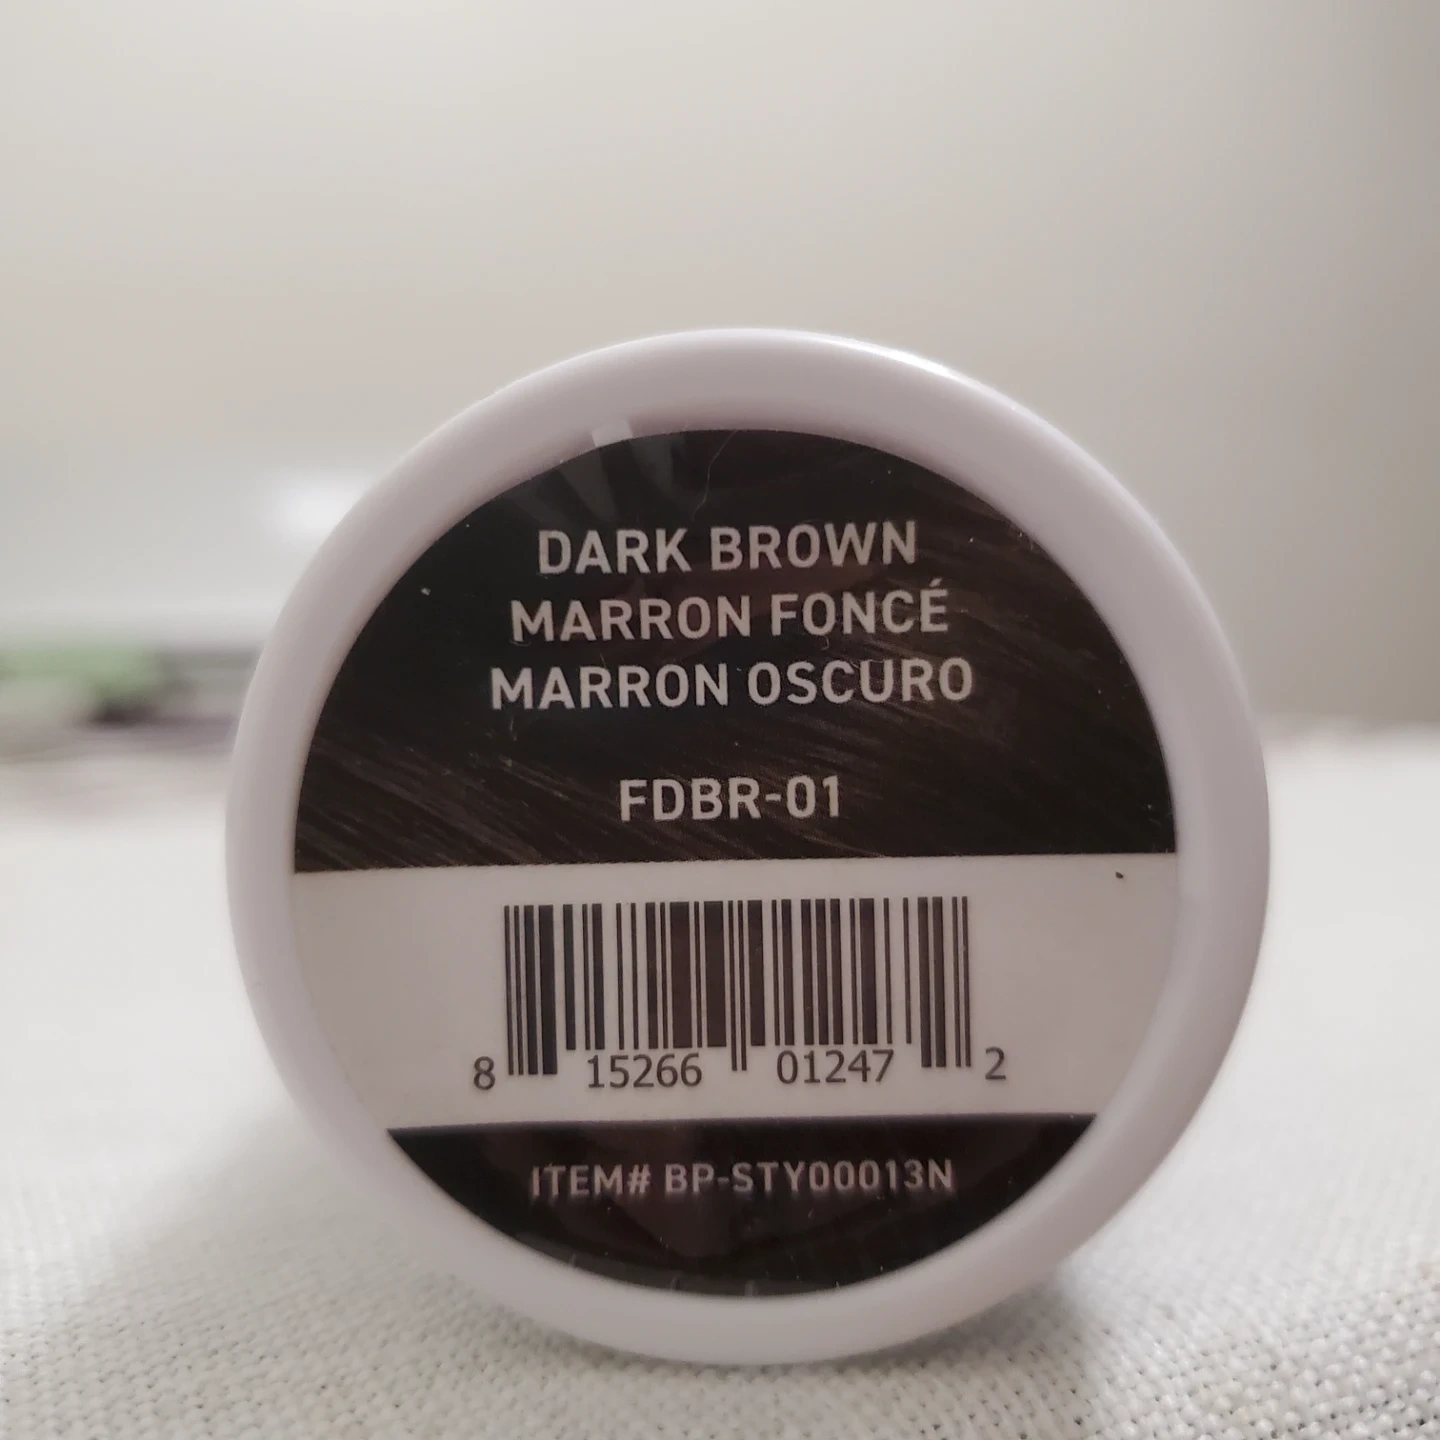 DARK BROWN
MARRON FONCÉ
MARRON OSCURO
FDBR-01
8 15266 01247 2
ITEM# BP-STY00013N